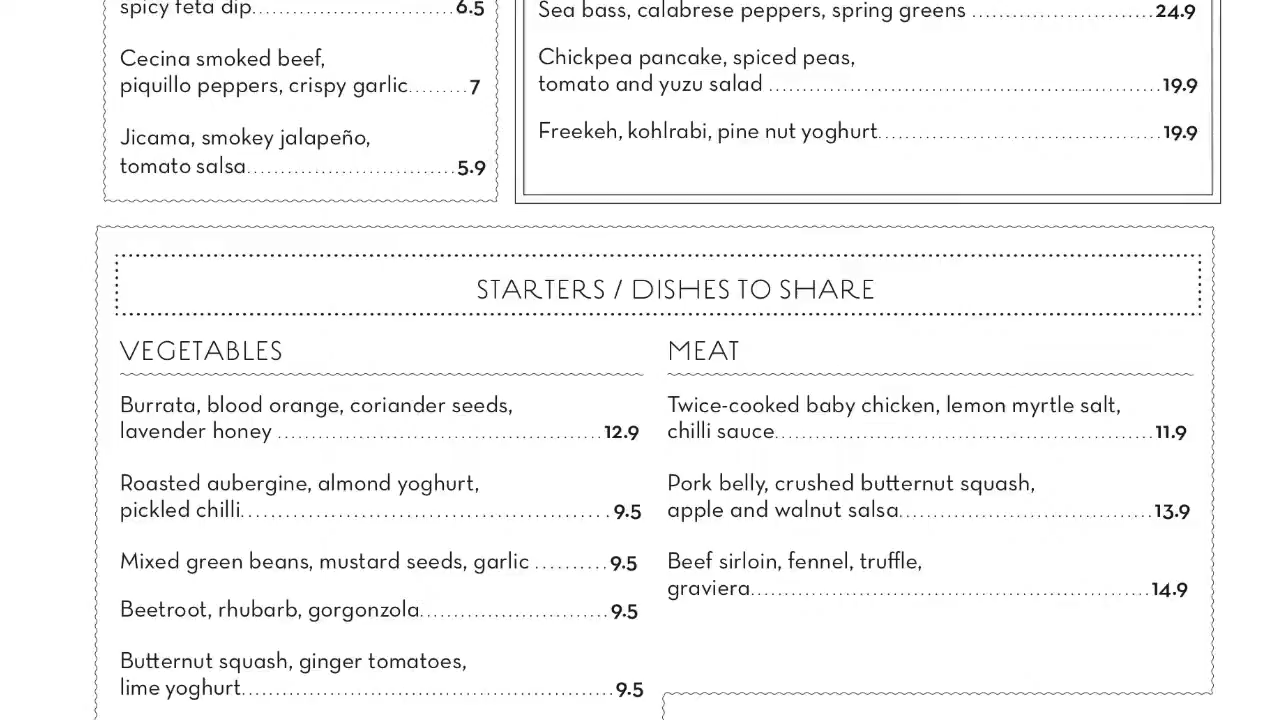 spicy feta dip 6.5
Cecina smoked beef,
piquillo peppers, crispy garlic 7
Jicama, smokey jalapeño,
tomato salsa 5.9
Sea bass, calabrese peppers, spring greens 24.9
Chickpea pancake, spiced peas,
tomato and yuzu salad 19.9
Freekeh, kohlrabi, pine nut yoghurt 19.9
STARTERS / DISHES TO SHARE
VEGETABLES
Burrata, blood orange, coriander seeds,
lavender honey 12.9
Roasted aubergine, almond yoghurt,
pickled chilli 9.5
Mixed green beans, mustard seeds, garlic 9.5
Beetroot, rhubarb, gorgonzola 9.5
Butternut squash, ginger tomatoes,
lime yoghurt 9.5
MEAT
Twice-cooked baby chicken, lemon myrtle salt,
chilli sauce 11.9
Pork belly, crushed butternut squash,
apple and walnut salsa 13.9
Beef sirloin, fennel, truffle,
graviera 14.9